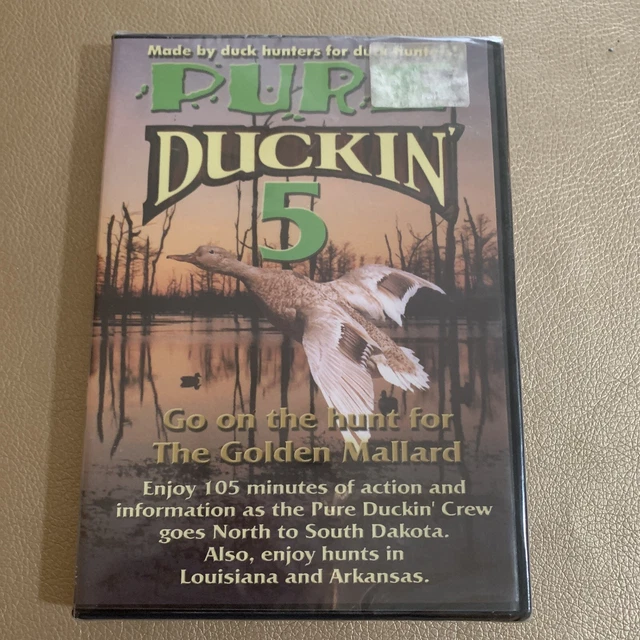 Made by duck hunters for duck hunters!
PURE
DUCKIN'
5
Go on the hunt for
The Golden Mallard
Enjoy 105 minutes of action and
information as the Pure Duckin' Crew
goes North to South Dakota.
Also, enjoy hunts in
Louisiana and Arkansas.